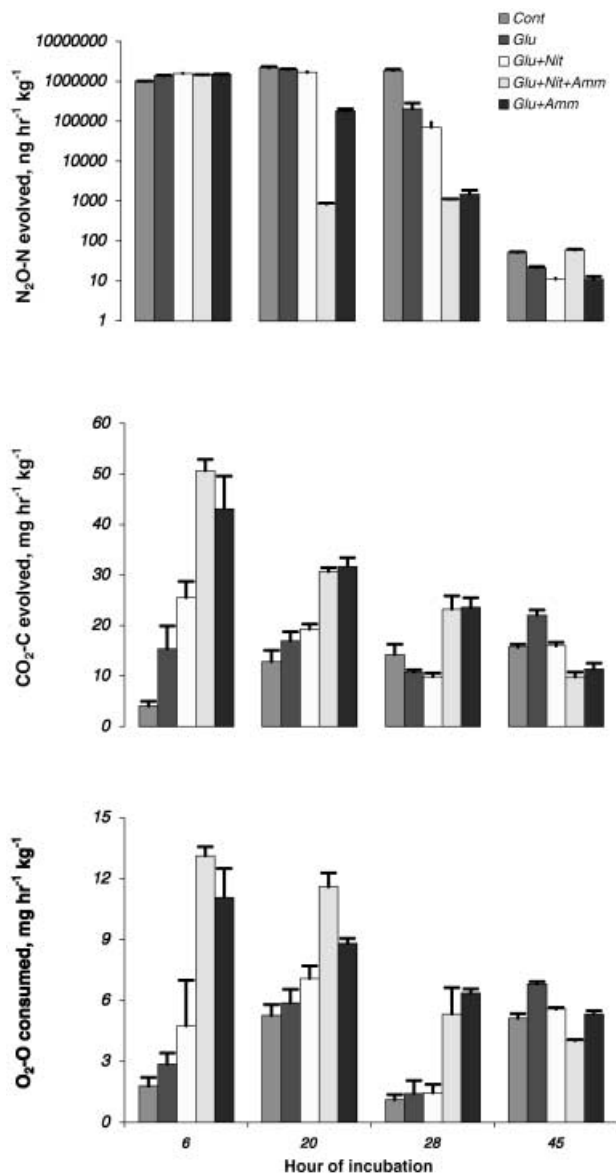 Cont
Glu
Glu+Nit
Glu+Nit+Amm
Glu+Amm
N₂O-N evolved, ng hr⁻¹ kg⁻¹
10000000
1000000
100000
10000
1000
100
10
1
CO₂-C evolved, mg hr⁻¹ kg⁻¹
60
50
40
30
20
10
0
O₂-O consumed, mg hr⁻¹ kg⁻¹
15
12
9
6
3
0
6 20 28 45
Hour of incubation